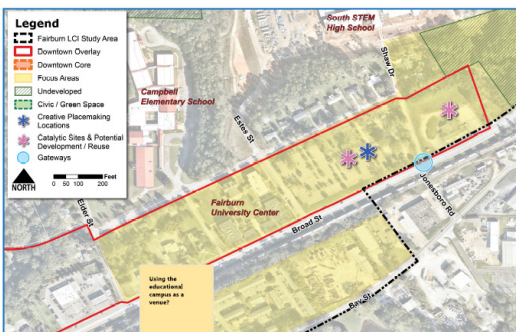 Legend
Fairburn LCI Study Area
Downtown Overlay
Downtown Core
Focus Areas
Undeveloped
Civic / Green Space
Creative Placemaking
Locations
Catalytic Sites & Potential
Development / Reuse
Gateways
NORTH
0 50 100 200 Feet
South STEM
High School
Shaw Dr
Campbell
Elementary School
Estes St
Elder St
Fairburn
University Center
Broad St
Jonesboro Rd
Bay St
Using the
educational
campus as a
venue?